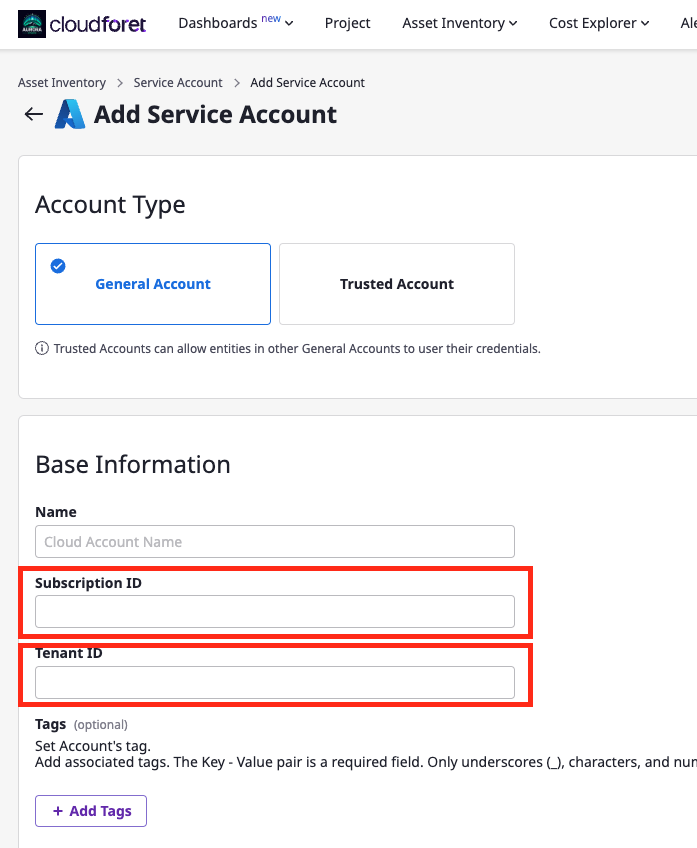 AURORA
cloudforet
Dashboards new
Project
Asset Inventory
Cost Explorer
Asset Inventory > Service Account > Add Service Account
Add Service Account
Account Type
General Account
Trusted Account
Trusted Accounts can allow entities in other General Accounts to user their credentials.
Base Information
Name
Cloud Account Name
Subscription ID
Tenant ID
Tags (optional)
Set Account's tag.
Add associated tags. The Key - Value pair is a required field. Only underscores (_), characters, and
+ Add Tags